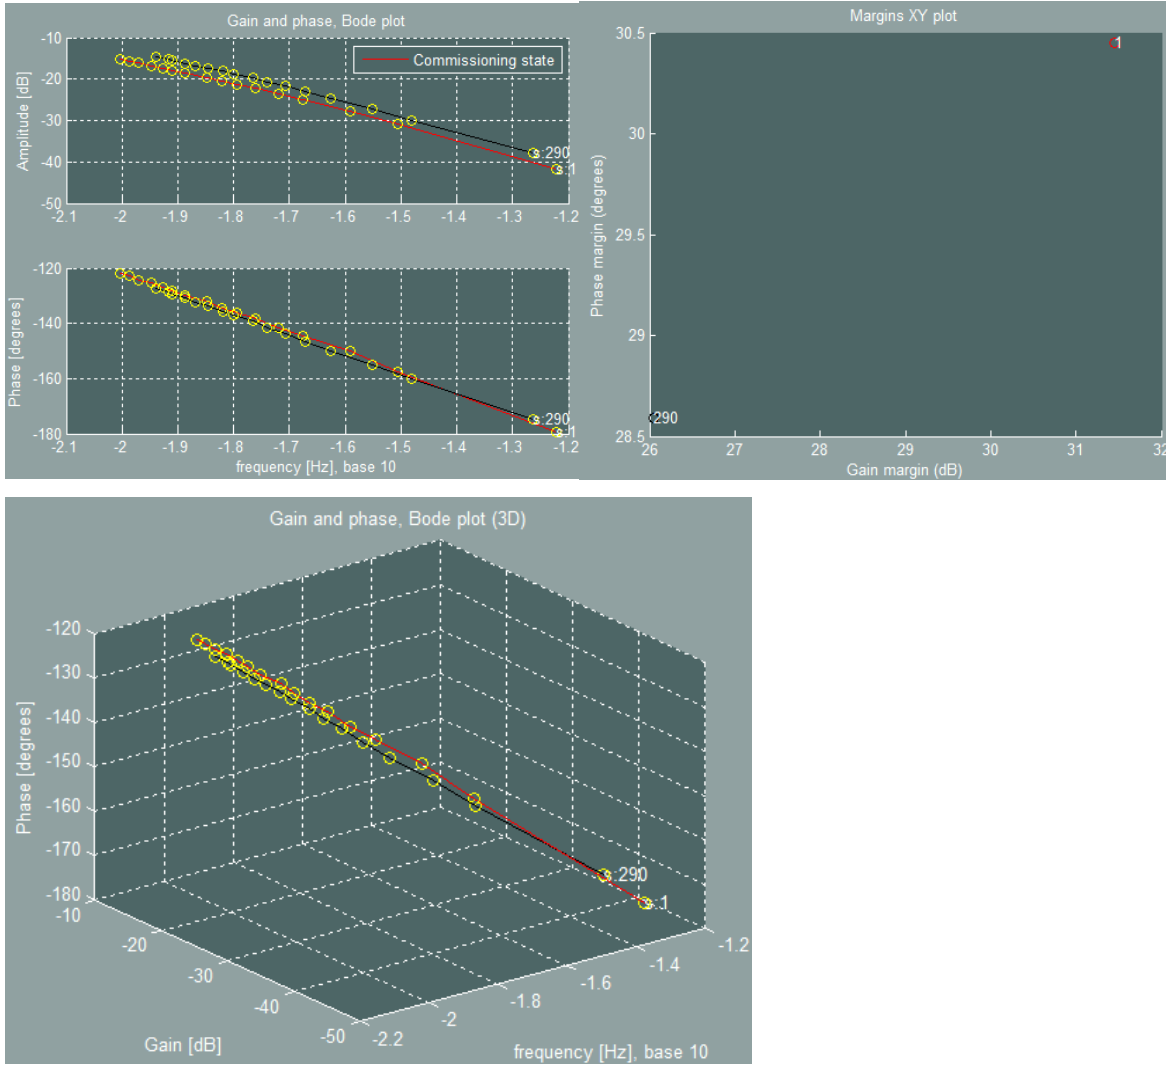 Gain and phase, Bode plot
Amplitude [dB]
-10
-20
-30
-40
-50
Commissioning state
s:290
s:1
-2.1 -2 -1.9 -1.8 -1.7 -1.6 -1.5 -1.4 -1.3 -1.2
Phase [degrees]
-120
-140
-160
-180
s:290
s:1
-2.1 -2 -1.9 -1.8 -1.7 -1.6 -1.5 -1.4 -1.3 -1.2
frequency [Hz], base 10
Margins XY plot
Phase margin (degrees)
30.5
30
29.5
29
28.5
1
290
26 27 28 29 30 31 32
Gain margin (dB)
Gain and phase, Bode plot (3D)
Phase [degrees]
-120
-130
-140
-150
-160
-170
-180
s:290
s:1
-10
-20
-30
-40
-50
Gain [dB]
-2.2
-2
-1.8
-1.6
-1.4
-1.2
frequency [Hz], base 10